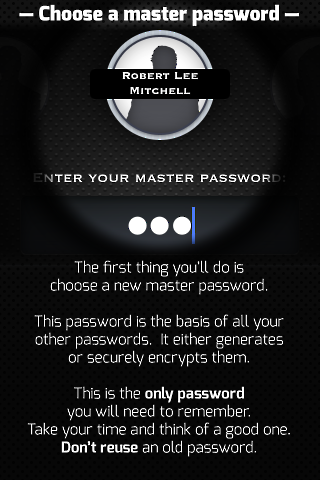 — Choose a master password —
Robert Lee
Mitchell
Enter your master password:
The first thing you'll do is
choose a new master password.
This password is the basis of all your
other passwords. It either generates
or securely encrypts them.
This is the only password
you will need to remember.
Take your time and think of a good one.
Don't reuse an old password.